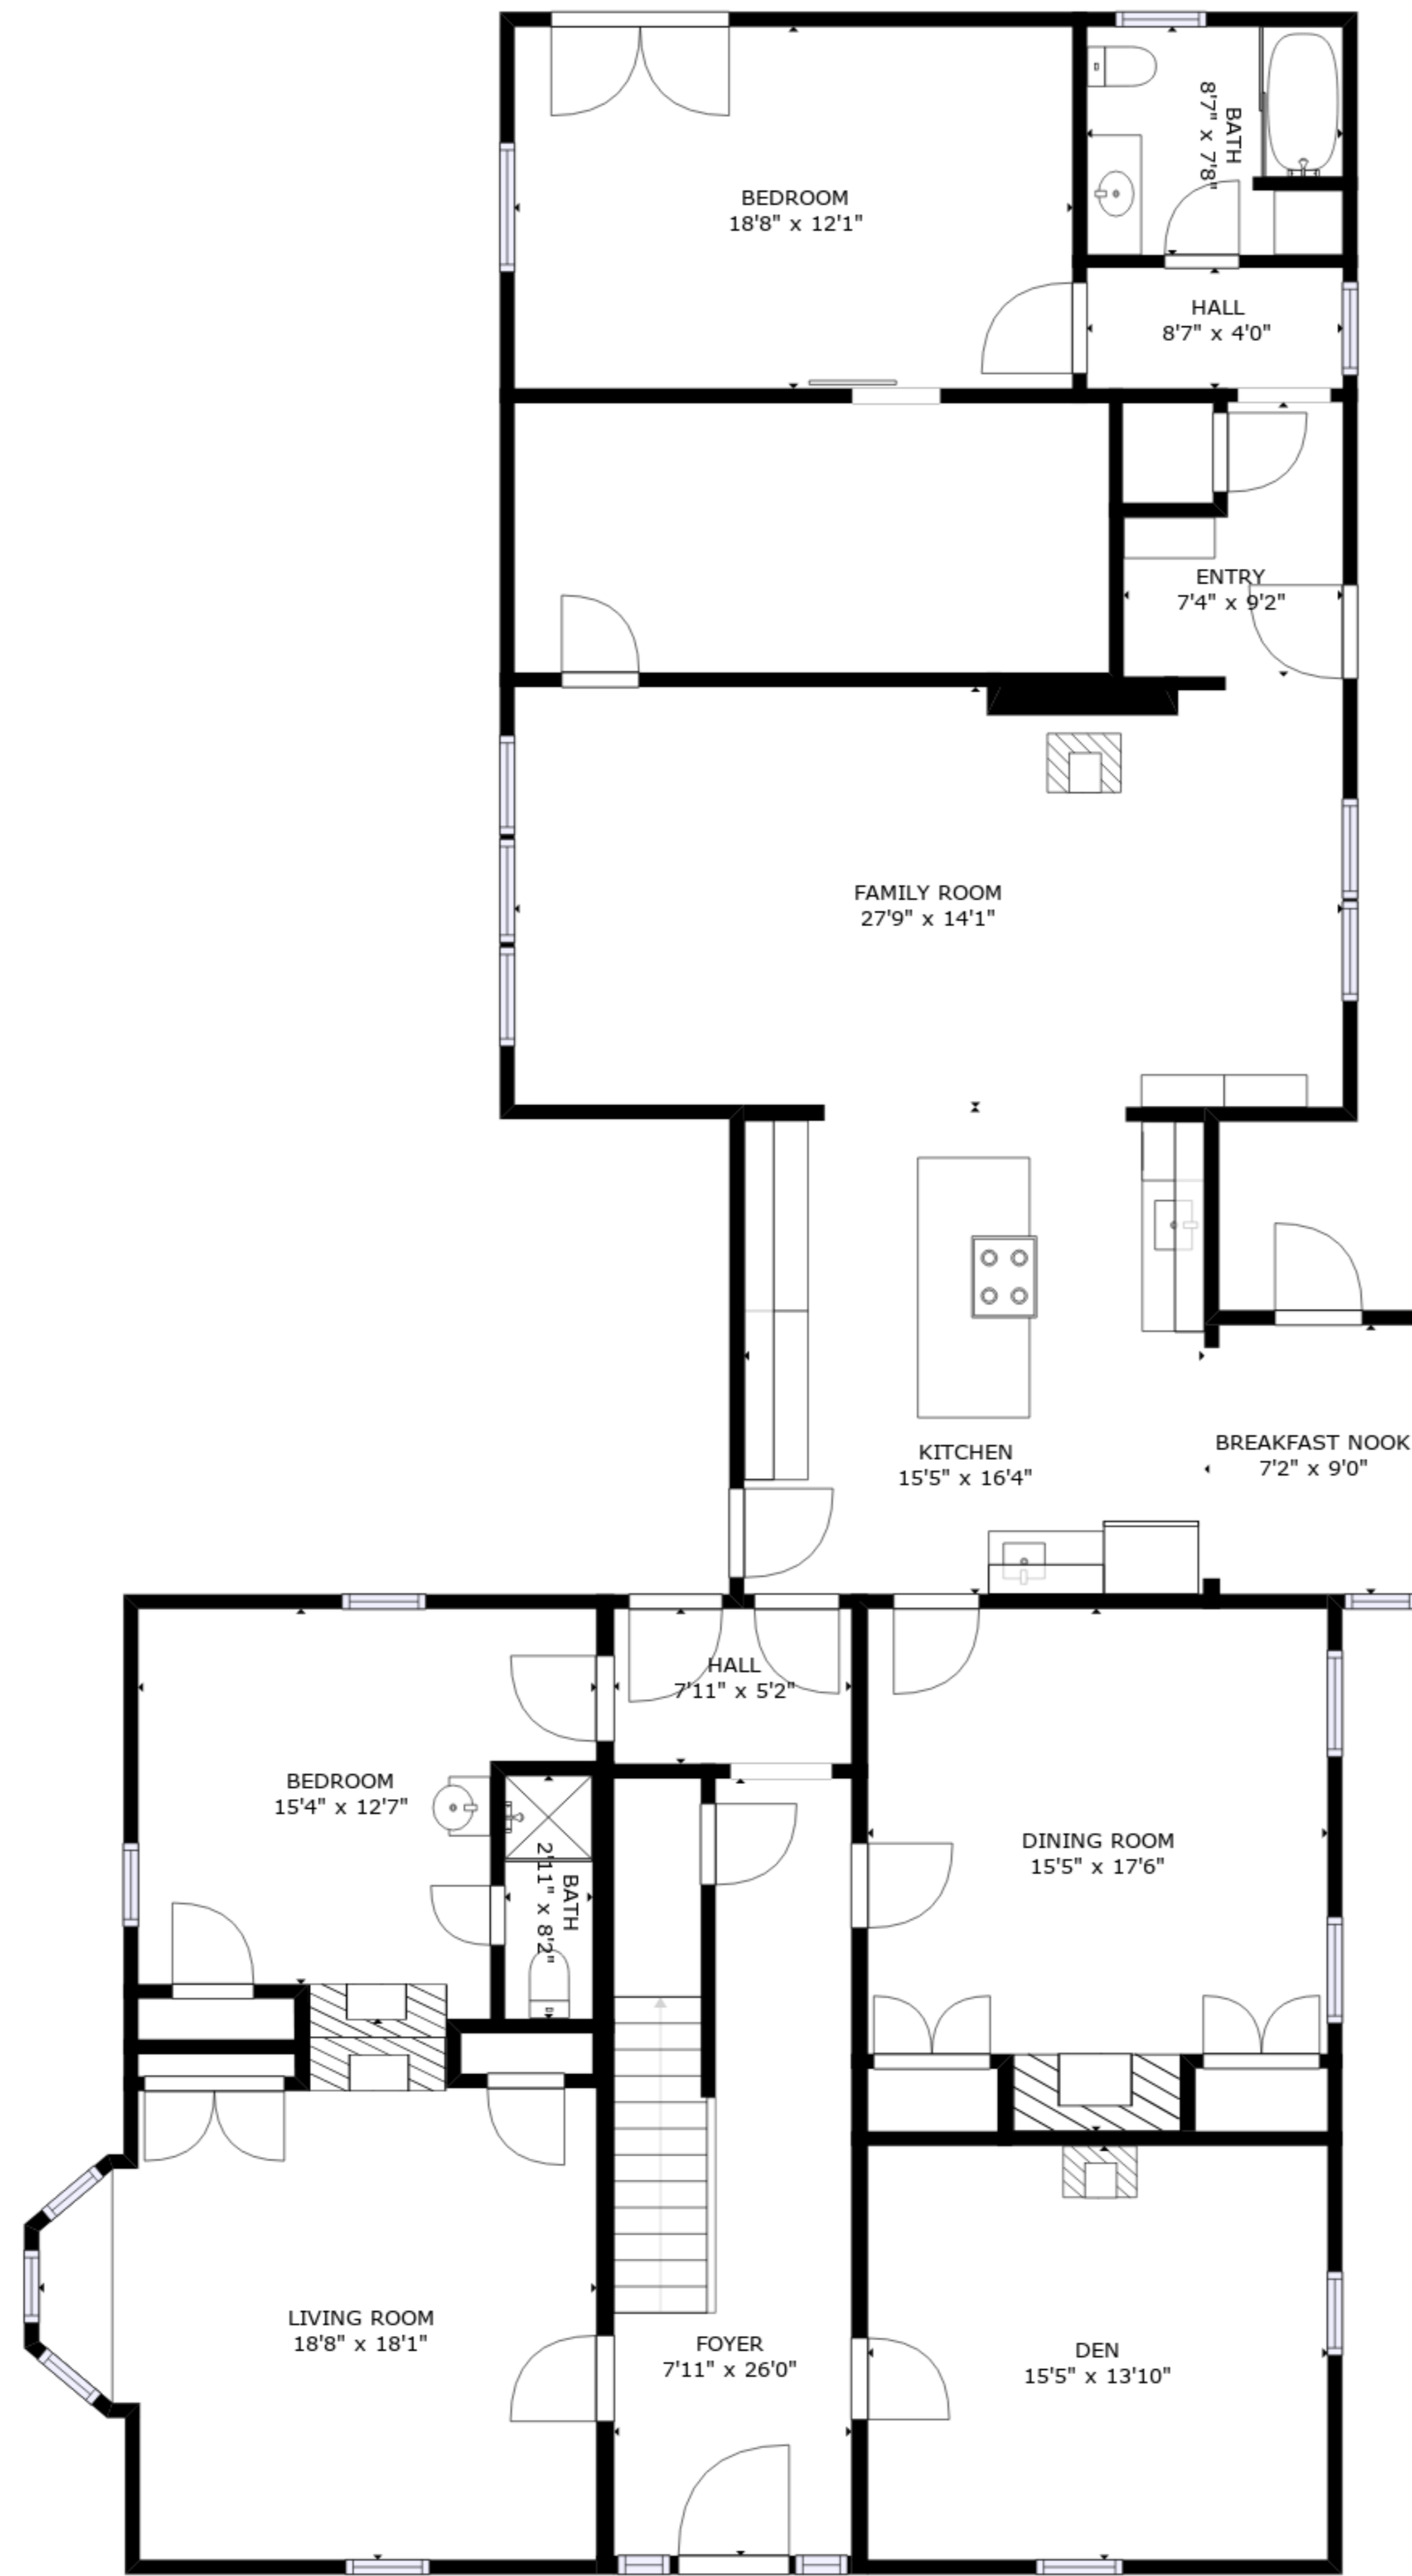 BEDROOM
18'8" x 12'1"
BATH
8'7" x 7'8"
HALL
8'7" x 4'0"
ENTRY
7'4" x 9'2"
FAMILY ROOM
27'9" x 14'1"
KITCHEN
15'5" x 16'4"
BREAKFAST NOOK
7'2" x 9'0"
HALL
7'11" x 5'2"
BEDROOM
15'4" x 12'7"
BATH
2'11" x 8'2"
DINING ROOM
15'5" x 17'6"
LIVING ROOM
18'8" x 18'1"
FOYER
7'11" x 26'0"
DEN
15'5" x 13'10"